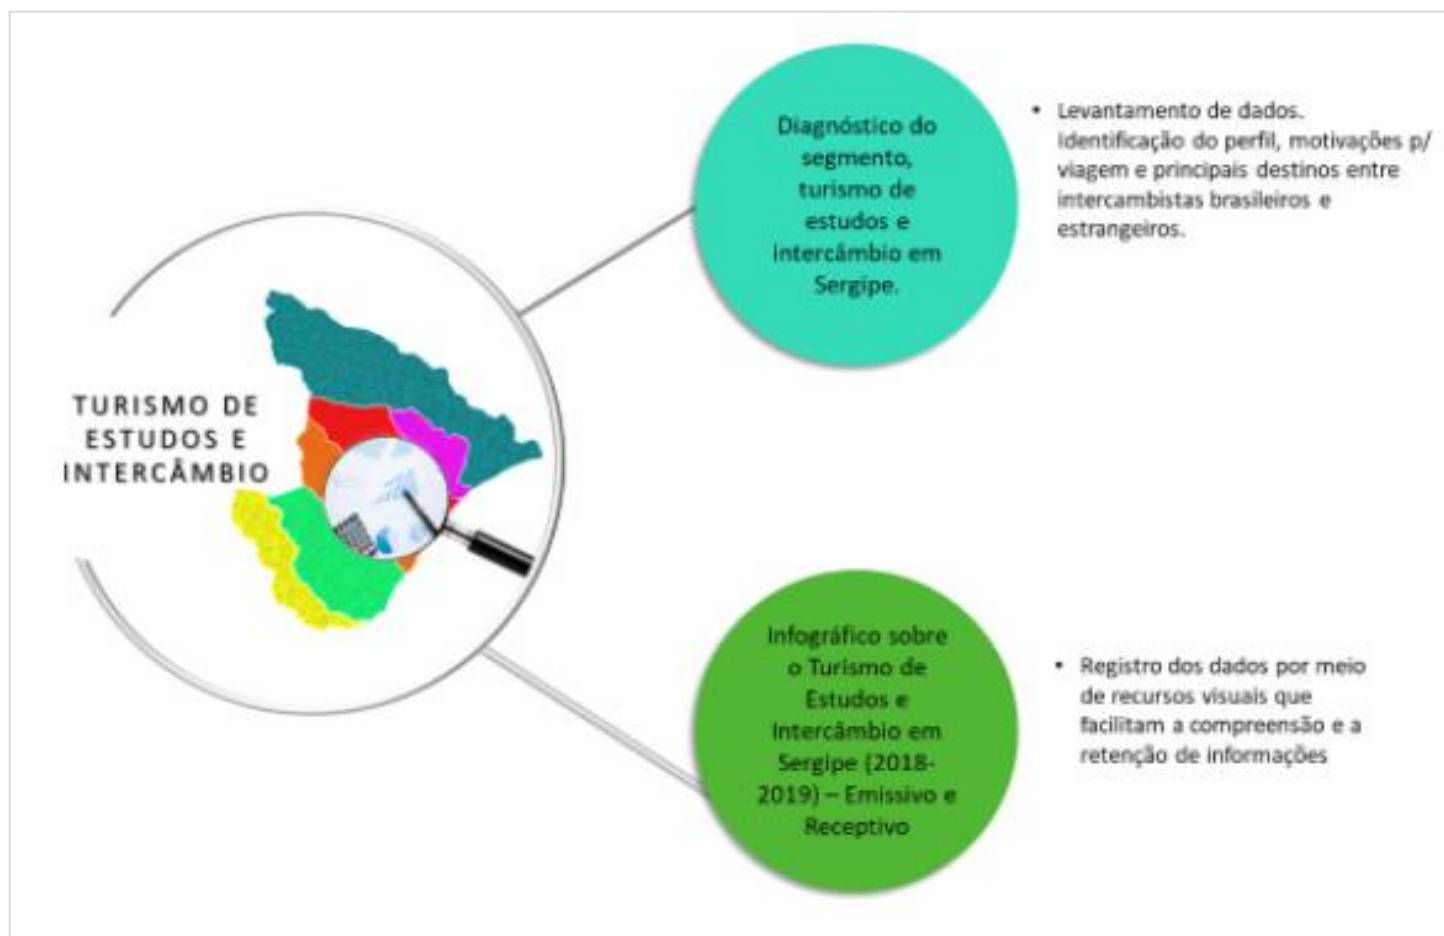 TURISMO DE
ESTUDOS E
INTERCÂMBIO
Diagnóstico do
segmento,
turismo de
estudos e
intercâmbio em
Sergipe.
• Levantamento de dados.
Identificação do perfil, motivações p/
viagem e principais destinos entre
intercambistas brasileiros e
estrangeiros.
Infográfico sobre
o Turismo de
Estudos e
Intercâmbio em
Sergipe (2018-
2019) – Emissivo e
Receptivo
• Registro dos dados por meio
de recursos visuais que
facilitam a compreensão e a
retenção de informações